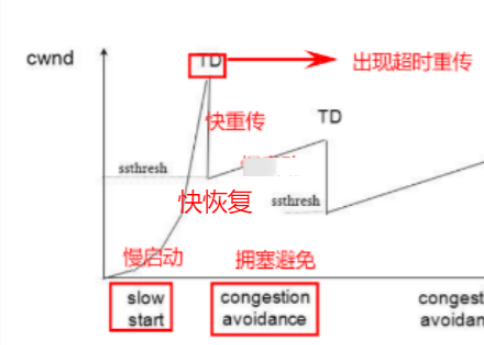 cwnd
TD
出现超时重传
快重传
TD
ssthresh
快恢复
ssthresh
慢启动
拥塞避免
slow
start
congestion
avoidance
congest
avoidan